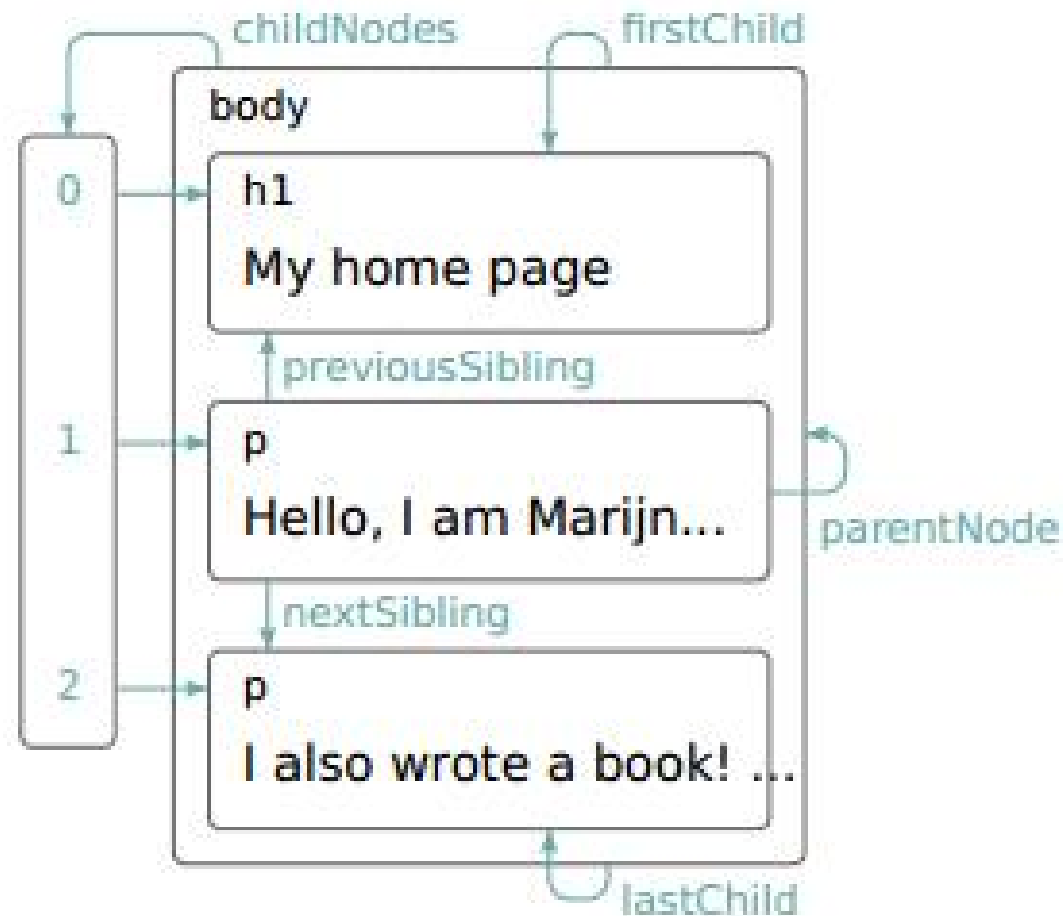 childNodes firstChild
body
0 h1
My home page
previousSibling
1 p
Hello, I am Marijn...
parentNode
nextSibling
2 p
I also wrote a book! ...
lastChild